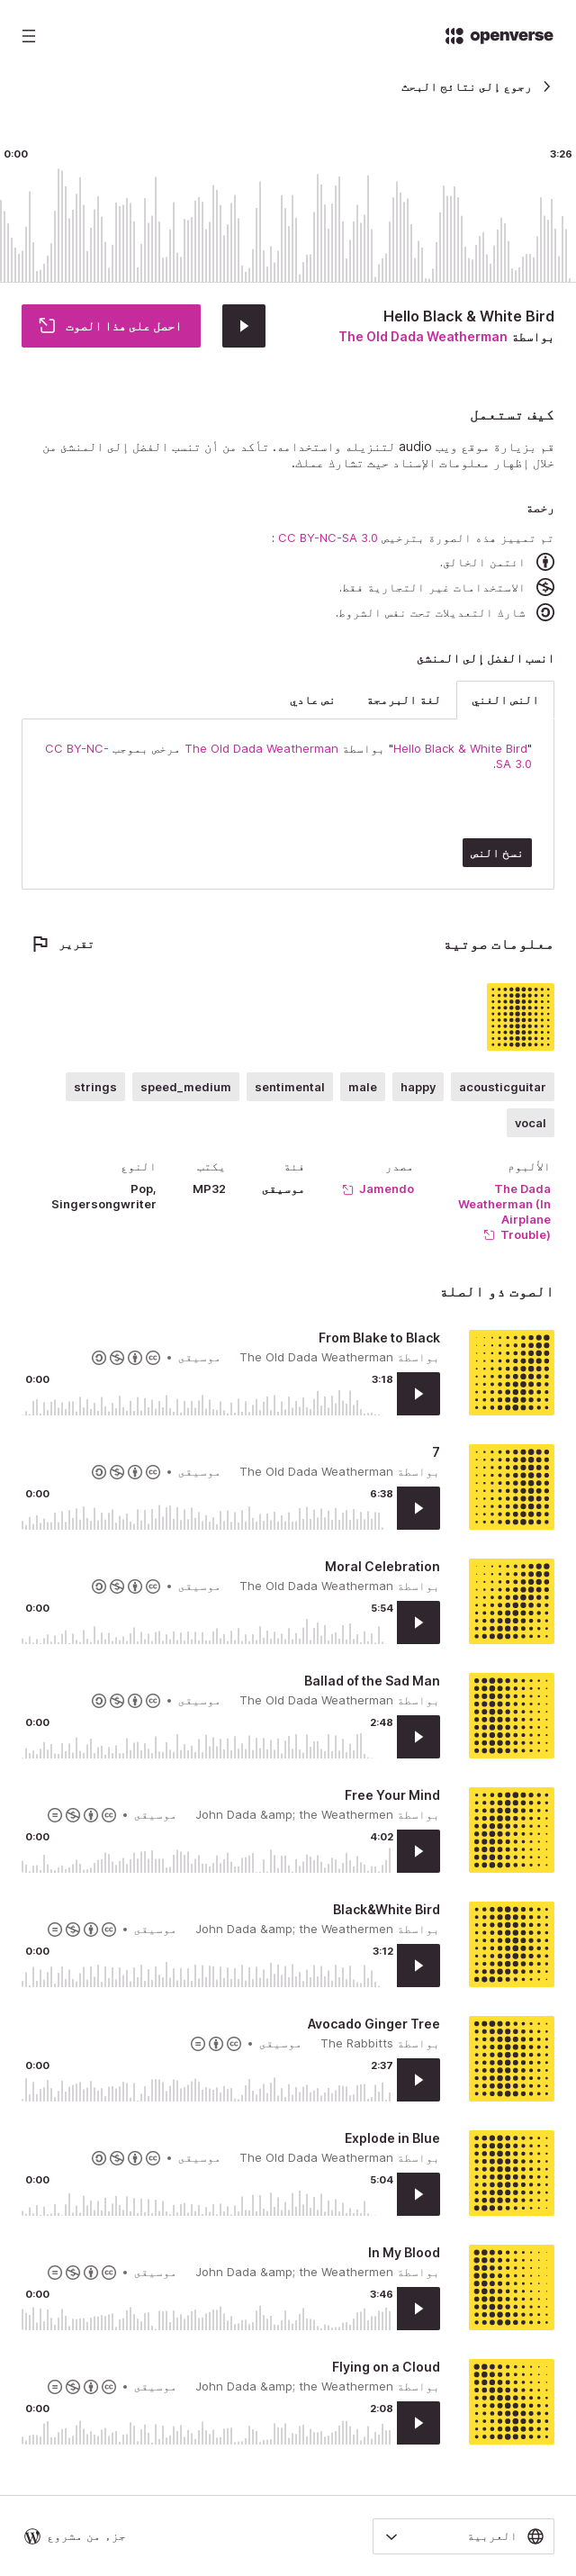 openverse
رجوع إلى نتائج البحث
0:00
3:26
Hello Black & White Bird
بواسطة The Old Dada Weatherman
احصل على هذا الصوت
كيف تستعمل
قم بزيارة موقع ويب audio لتنزيله واستخدامه. تأكد من أن تنسب الفضل إلى المنشئ من
خلال إظهار معلومات الإسناد حيث تشارك عملك.
رخصة
تم تمييز هذه الصورة بترخيص CC BY-NC-SA 3.0 :
ائتمن الخالق.
الاستخدامات غير التجارية فقط.
شارك التعديلات تحت نفس الشروط.
انسب الفضل إلى المنشئ
النص الغني
لغة البرمجة
نص عادي
"Hello Black & White Bird" بواسطة The Old Dada Weatherman مرخص بموجب CC BY-NC-
SA 3.0.
نسخ النص
معلومات صوتية
تقرير
acousticguitar
happy
male
sentimental
speed_medium
strings
vocal
الألبوم
The Dada
Weatherman (In
Airplane
Trouble)
مصدر
Jamendo
فئة
موسيقى
يكتب
MP32
النوع
Pop,
Singersongwriter
الصوت ذو الصلة
From Blake to Black
بواسطة The Old Dada Weathermen موسيقى •
0:00
3:18
7
بواسطة The Old Dada Weathermen موسيقى •
0:00
6:38
Moral Celebration
بواسطة The Old Dada Weathermen موسيقى •
0:00
5:54
Ballad of the Sad Man
بواسطة The Old Dada Weathermen موسيقى •
0:00
2:48
Free Your Mind
بواسطة John Dada &amp; the Weathermen موسيقى •
0:00
4:02
Black&White Bird
بواسطة John Dada &amp; the Weathermen موسيقى •
0:00
3:12
Avocado Ginger Tree
بواسطة The Rabbitts موسيقى •
0:00
2:37
Explode in Blue
بواسطة The Old Dada Weathermen موسيقى •
0:00
5:04
In My Blood
بواسطة John Dada &amp; the Weathermen موسيقى •
0:00
3:46
Flying on a Cloud
بواسطة John Dada &amp; the Weathermen موسيقى •
0:00
2:08
العربية
جزء من مشروع